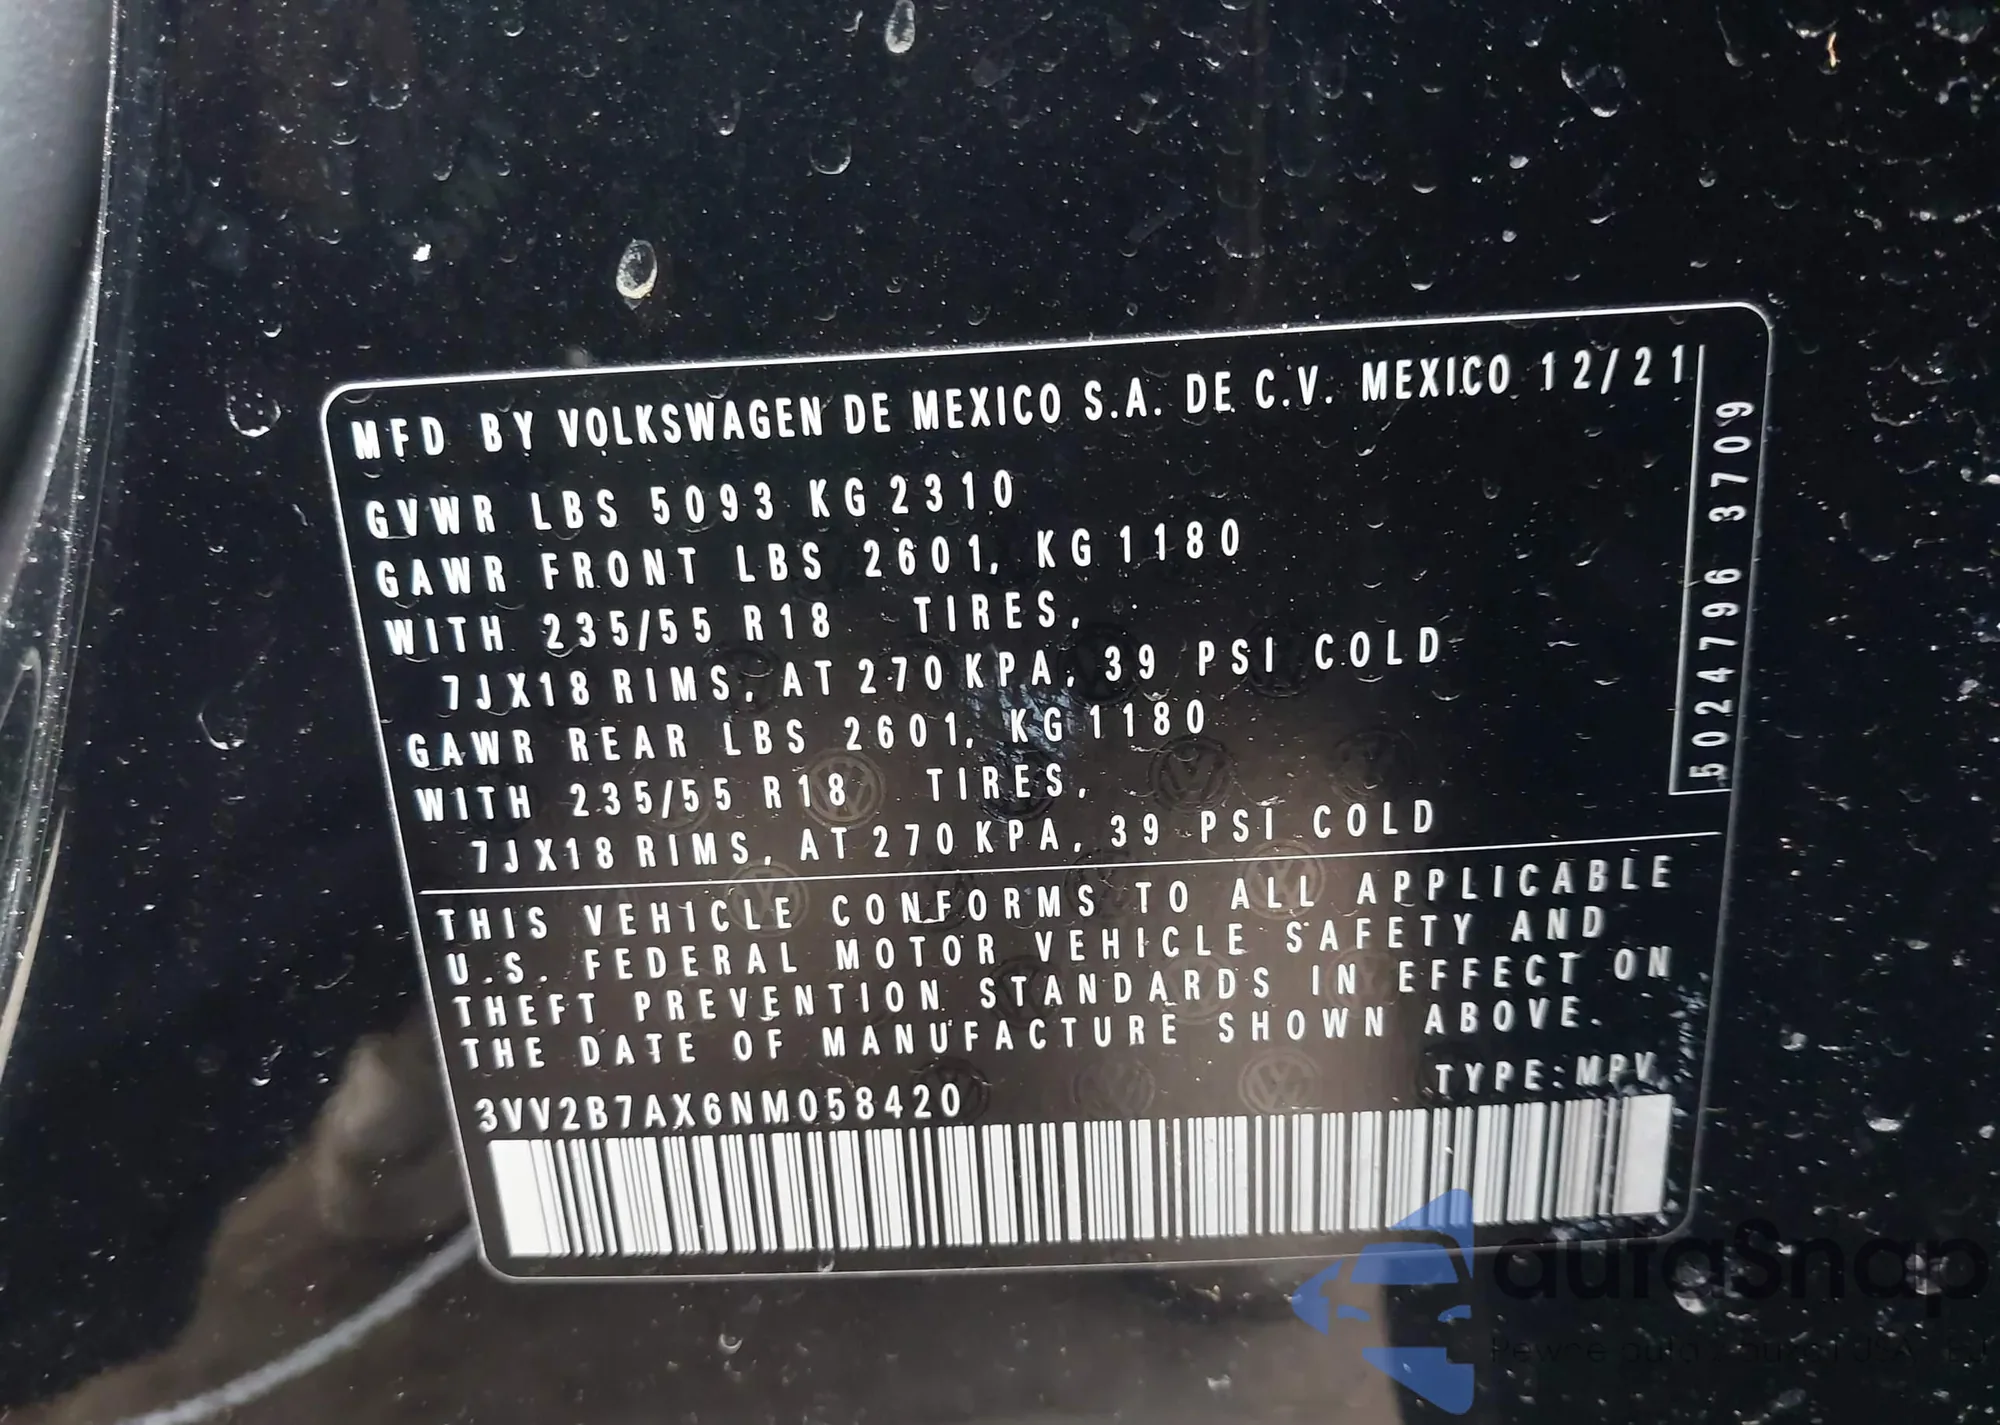 MFD BY VOLKSWAGEN DE MEXICO S.A. DE C.V. MEXICO 12/21
GVWR LBS 5093 KG 2310
GAWR FRONT LBS 2601, KG 1180
WITH 235/55 R18 TIRES,
7JX18 RIMS, AT 270 KPA, 39 PSI COLD
GAWR REAR LBS 2601, KG 1180
WITH 235/55 R18 TIRES,
7JX18 RIMS, AT 270 KPA, 39 PSI COLD
5024796 3709
THIS VEHICLE CONFORMS TO ALL APPLICABLE
U.S. FEDERAL MOTOR VEHICLE SAFETY AND
THEFT PREVENTION STANDARDS IN EFFECT ON
THE DATE OF MANUFACTURE SHOWN ABOVE.
TYPE:MPV
3VV2B7AX6NM058420
autaSnap